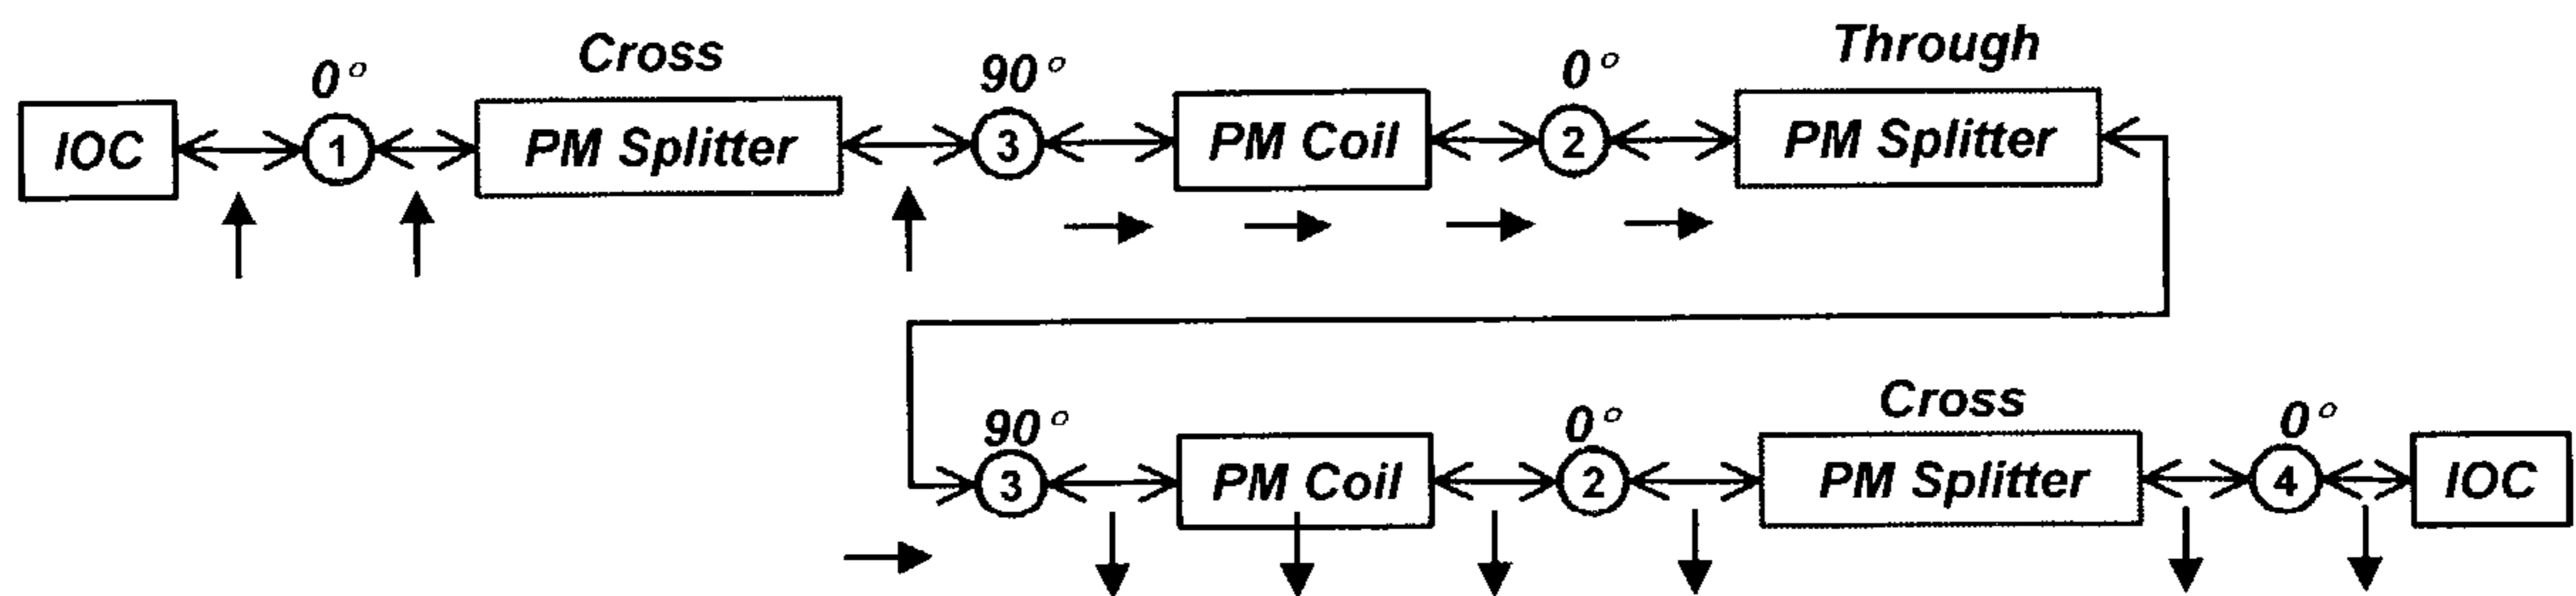 Cross
Through
0° 90° 0°
IOC 1 PM Splitter 3 PM Coil 2 PM Splitter
Cross
90° 0° 0°
3 PM Coil 2 PM Splitter 4 IOC